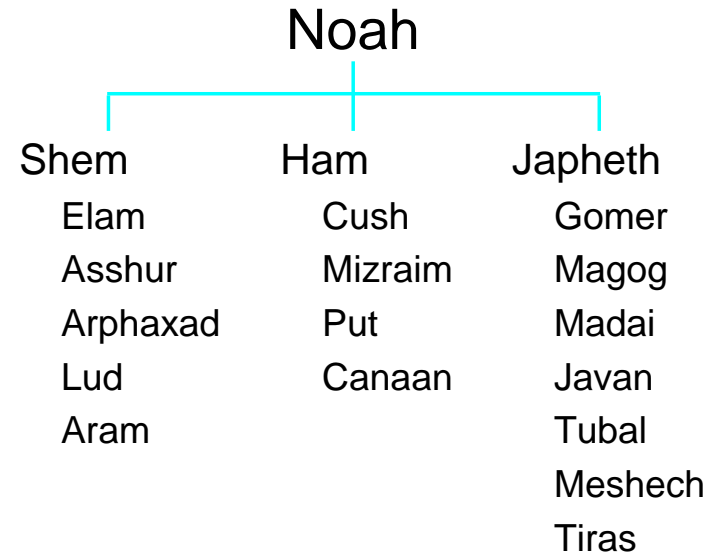 Noah
Shem Ham Japheth
Elam Cush Gomer
Asshur Mizraim Magog
Arphaxad Put Madai
Lud Canaan Javan
Aram Tubal
Meshech
Tiras